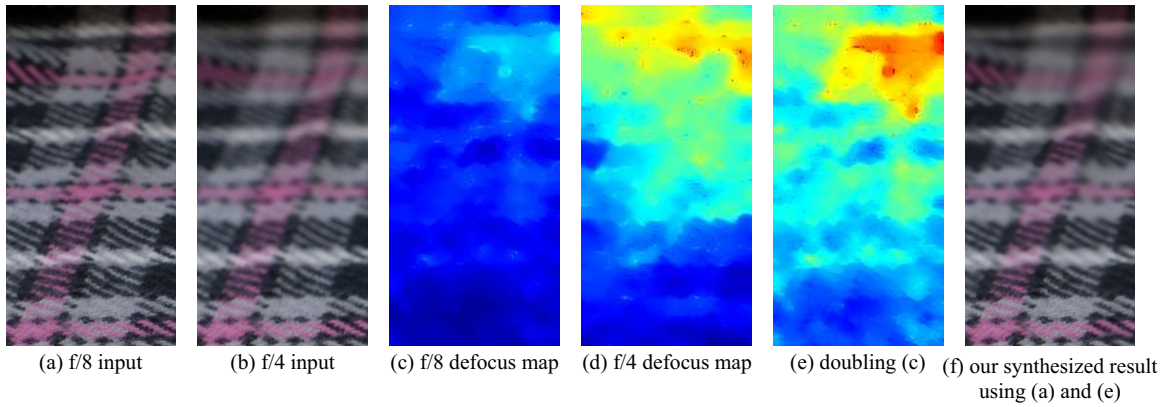 (a) f/8 input
(b) f/4 input
(c) f/8 defocus map
(d) f/4 defocus map
(e) doubling (c)
(f) our synthesized result
using (a) and (e)